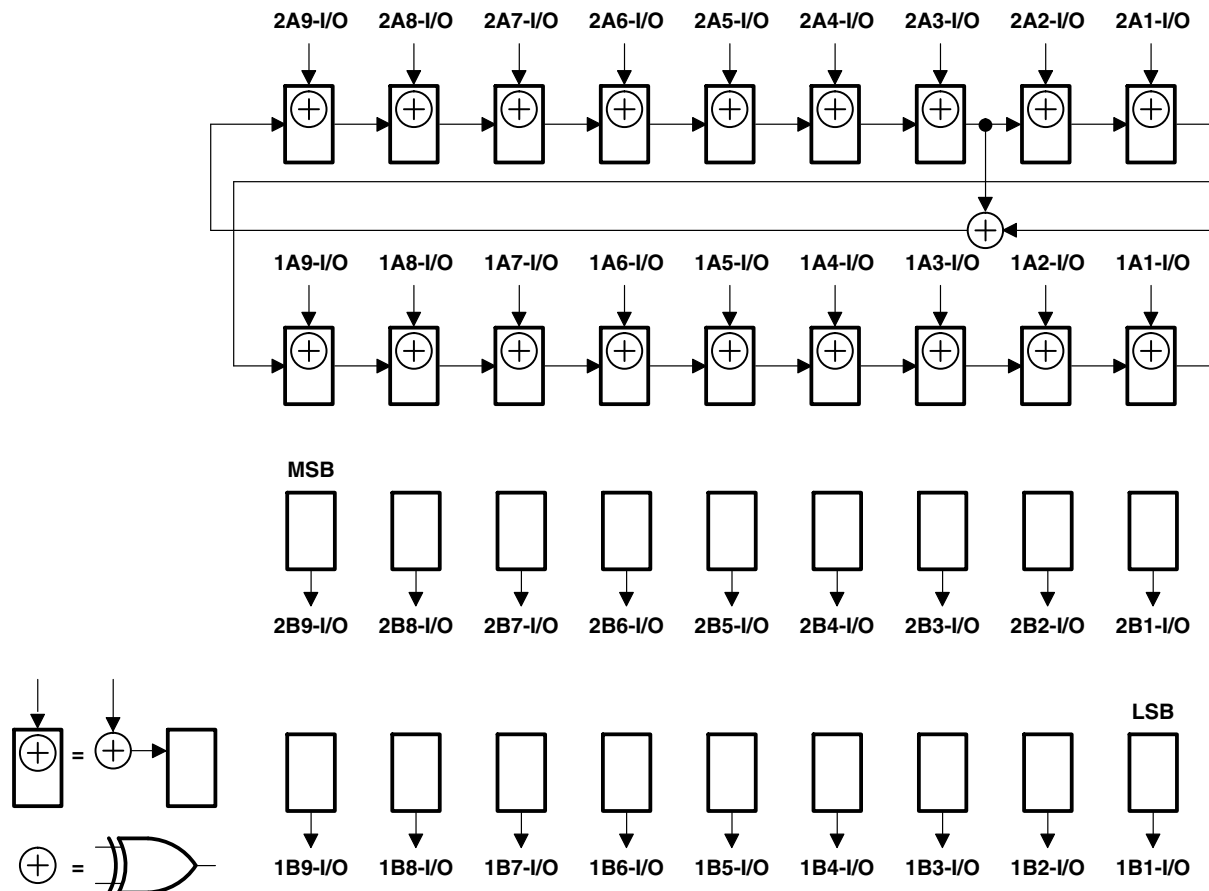 2A9-I/O 2A8-I/O 2A7-I/O 2A6-I/O 2A5-I/O 2A4-I/O 2A3-I/O 2A2-I/O 2A1-I/O
1A9-I/O 1A8-I/O 1A7-I/O 1A6-I/O 1A5-I/O 1A4-I/O 1A3-I/O 1A2-I/O 1A1-I/O
MSB
2B9-I/O 2B8-I/O 2B7-I/O 2B6-I/O 2B5-I/O 2B4-I/O 2B3-I/O 2B2-I/O 2B1-I/O
LSB
=
=
1B9-I/O 1B8-I/O 1B7-I/O 1B6-I/O 1B5-I/O 1B4-I/O 1B3-I/O 1B2-I/O 1B1-I/O